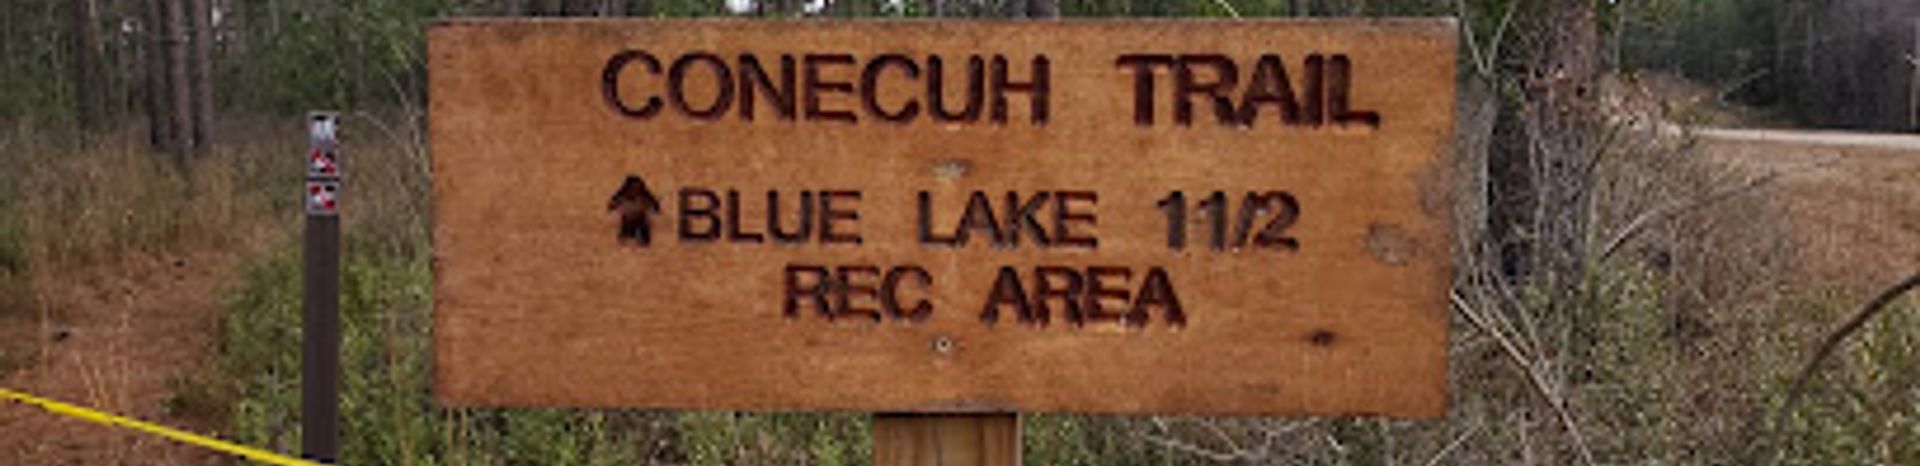 CONECUH TRAIL
↑BLUE LAKE 11/2
REC AREA